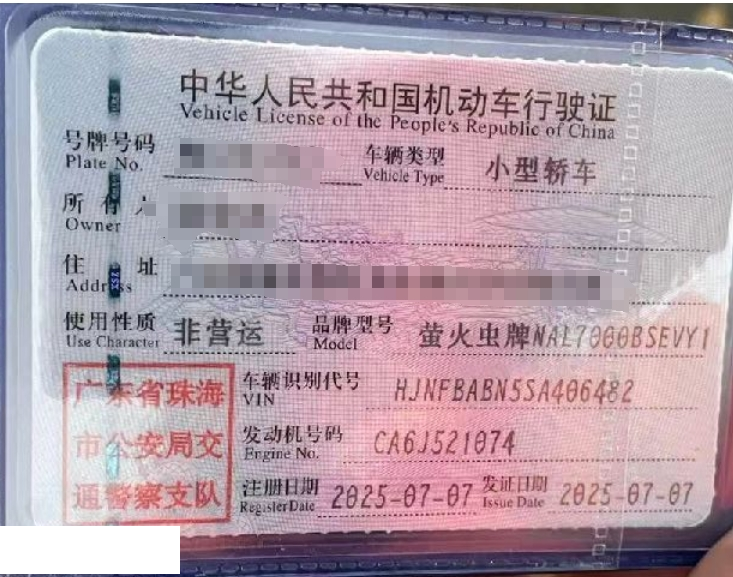 中华人民共和国机动车行驶证
Vehicle License of the People's Republic of China
号牌号码 车辆类型 小型轿车
Plate No. Vehicle Type
所有人
Owner
住址
Address
使用性质 非营运 品牌型号 萤火虫牌NAL7000BSEVY1
Use Character Model
广东省珠海
市公安局交
通警察支队
车辆识别代号 HJNFBABN5SA406482
VIN
发动机号码 CA6J521074
Engine No.
注册日期 2025-07-07 发证日期 2025-07-07
Register Date Issue Date